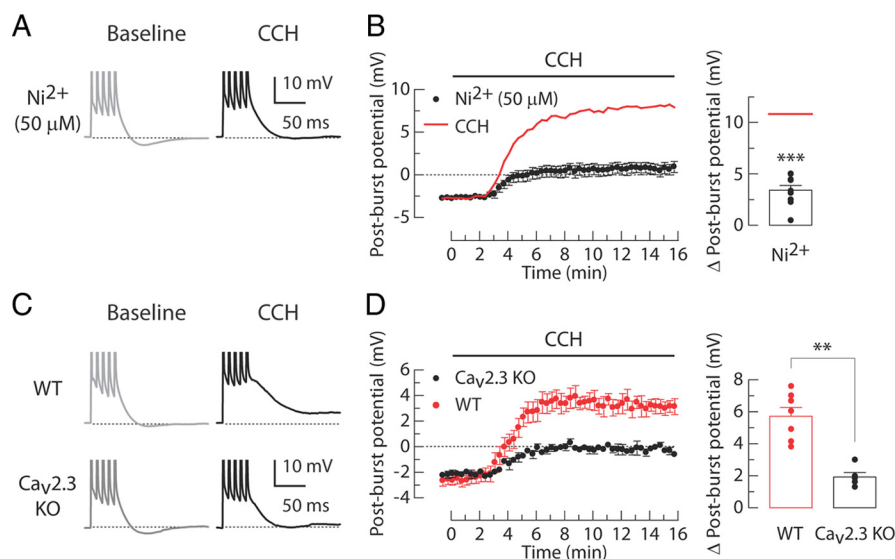 A
Baseline
CCH
Ni2+
(50 μM)
10 mV
50 ms
B
CCH
Ni2+ (50 μM)
CCH
Post-burst potential (mV)
10
5
0
-5
0 2 4 6 8 10 12 14 16
Time (min)
Δ Post-burst potential (mV)
10
5
0
***
Ni2+
C
Baseline
CCH
WT
CaV2.3
KO
10 mV
50 ms
D
CCH
CaV2.3 KO
WT
Post-burst potential (mV)
6
4
2
0
-2
-4
0 2 4 6 8 10 12 14 16
Time (min)
Δ Post-burst potential (mV)
8
6
4
2
0
**
WT CaV2.3 KO